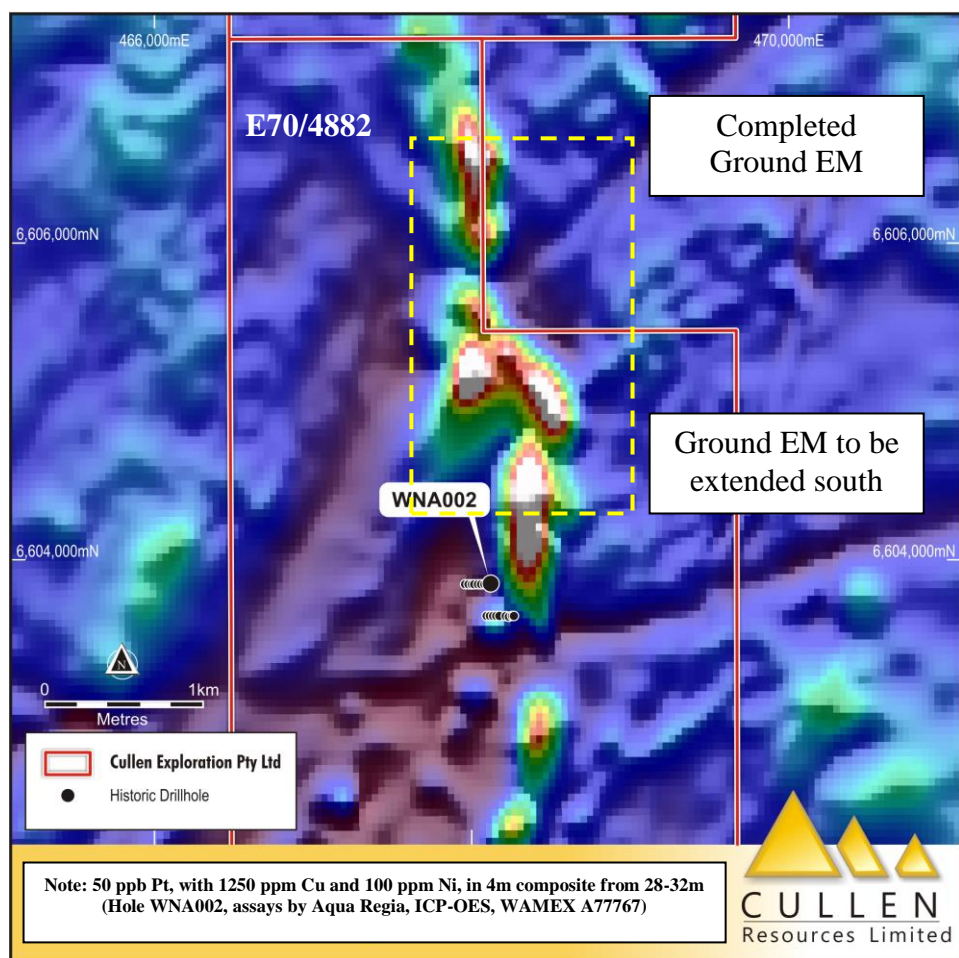 466,000mE
470,000mE
E70/4882
Completed
Ground EM
6,606,000mN
6,606,000mN
Ground EM to be
extended south
WNA002
6,604,000mN
6,604,000mN
N
0
1km
Metres
Cullen Exploration Pty Ltd
Historic Drillhole
Note: 50 ppb Pt, with 1250 ppm Cu and 100 ppm Ni, in 4m composite from 28-32m
(Hole WNA002, assays by Aqua Regia, ICP-OES, WAMEX A77767)
CULLEN
Resources Limited